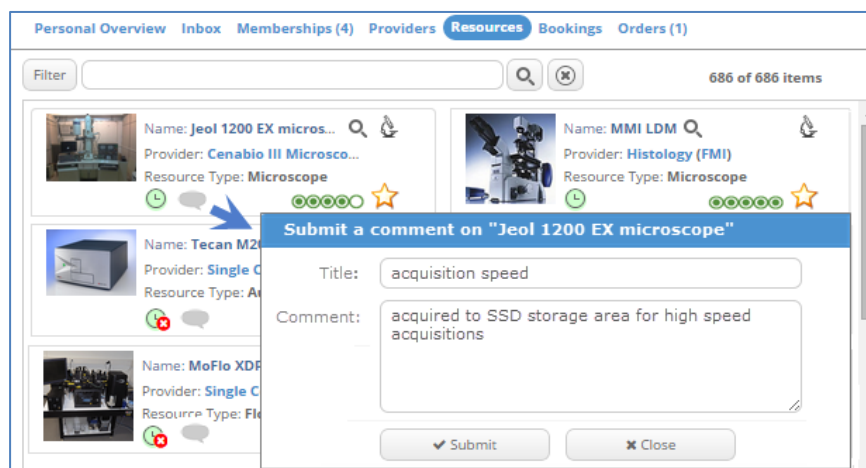 Personal Overview Inbox Memberships (4) Providers Resources Bookings Orders (1)
Filter
686 of 686 items
Name: Jeol 1200 EX micros...
Provider: Cenabio III Microsco...
Resource Type: Microscope
Name: MMI LDM
Provider: Histology (FMI)
Resource Type: Microscope
Name: Tecan M20
Provider: Single C
Resource Type: Au
Name: MoFlo XDP
Provider: Single C
Resource Type: Flo
Submit a comment on "Jeol 1200 EX microscope"
Title: acquisition speed
Comment: acquired to SSD storage area for high speed
acquisitions
Submit Close